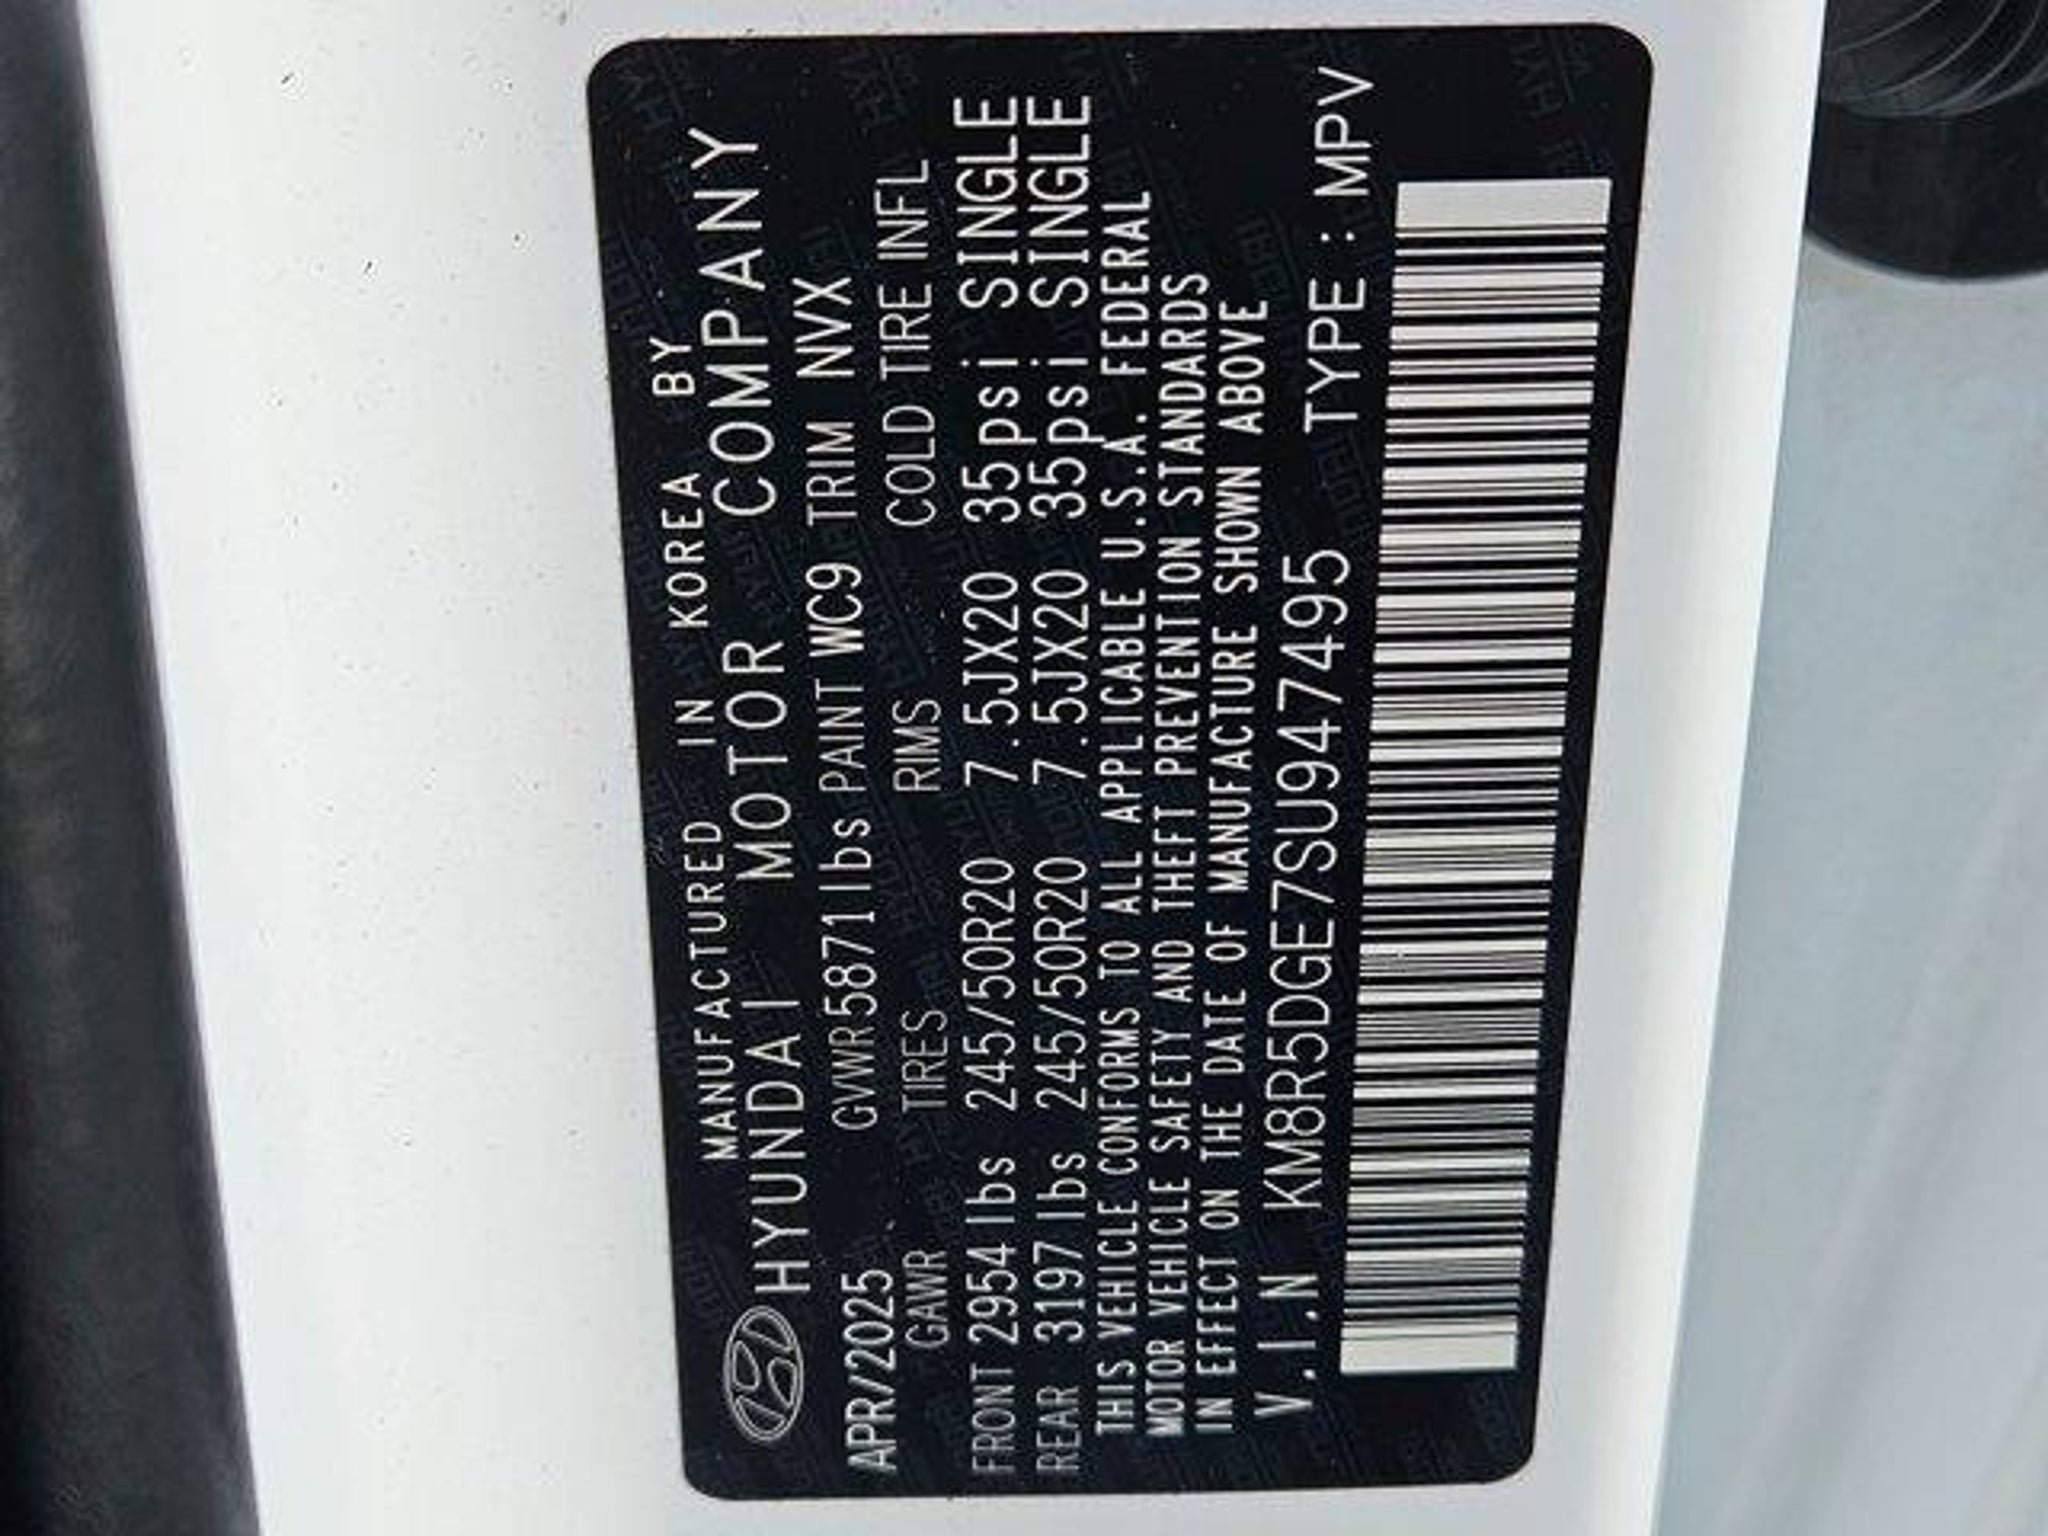 MANUFACTURED IN KOREA BY
HYUNDAI MOTOR COMPANY
APR/2025 GVWR5871lbs PAINT WC9 TRIM NVX
GAWR TIRES RIMS COLD TIRE INFL
FRONT 2954 lbs 245/50R20 7.5JX20 35psi SINGLE
REAR 3197 lbs 245/50R20 7.5JX20 35psi SINGLE
THIS VEHICLE CONFORMS TO ALL APPLICABLE U.S.A. FEDERAL
MOTOR VEHICLE SAFETY AND THEFT PREVENTION STANDARDS
IN EFFECT ON THE DATE OF MANUFACTURE SHOWN ABOVE
V.I.N KM8R5DGE7SU947495 TYPE : MPV